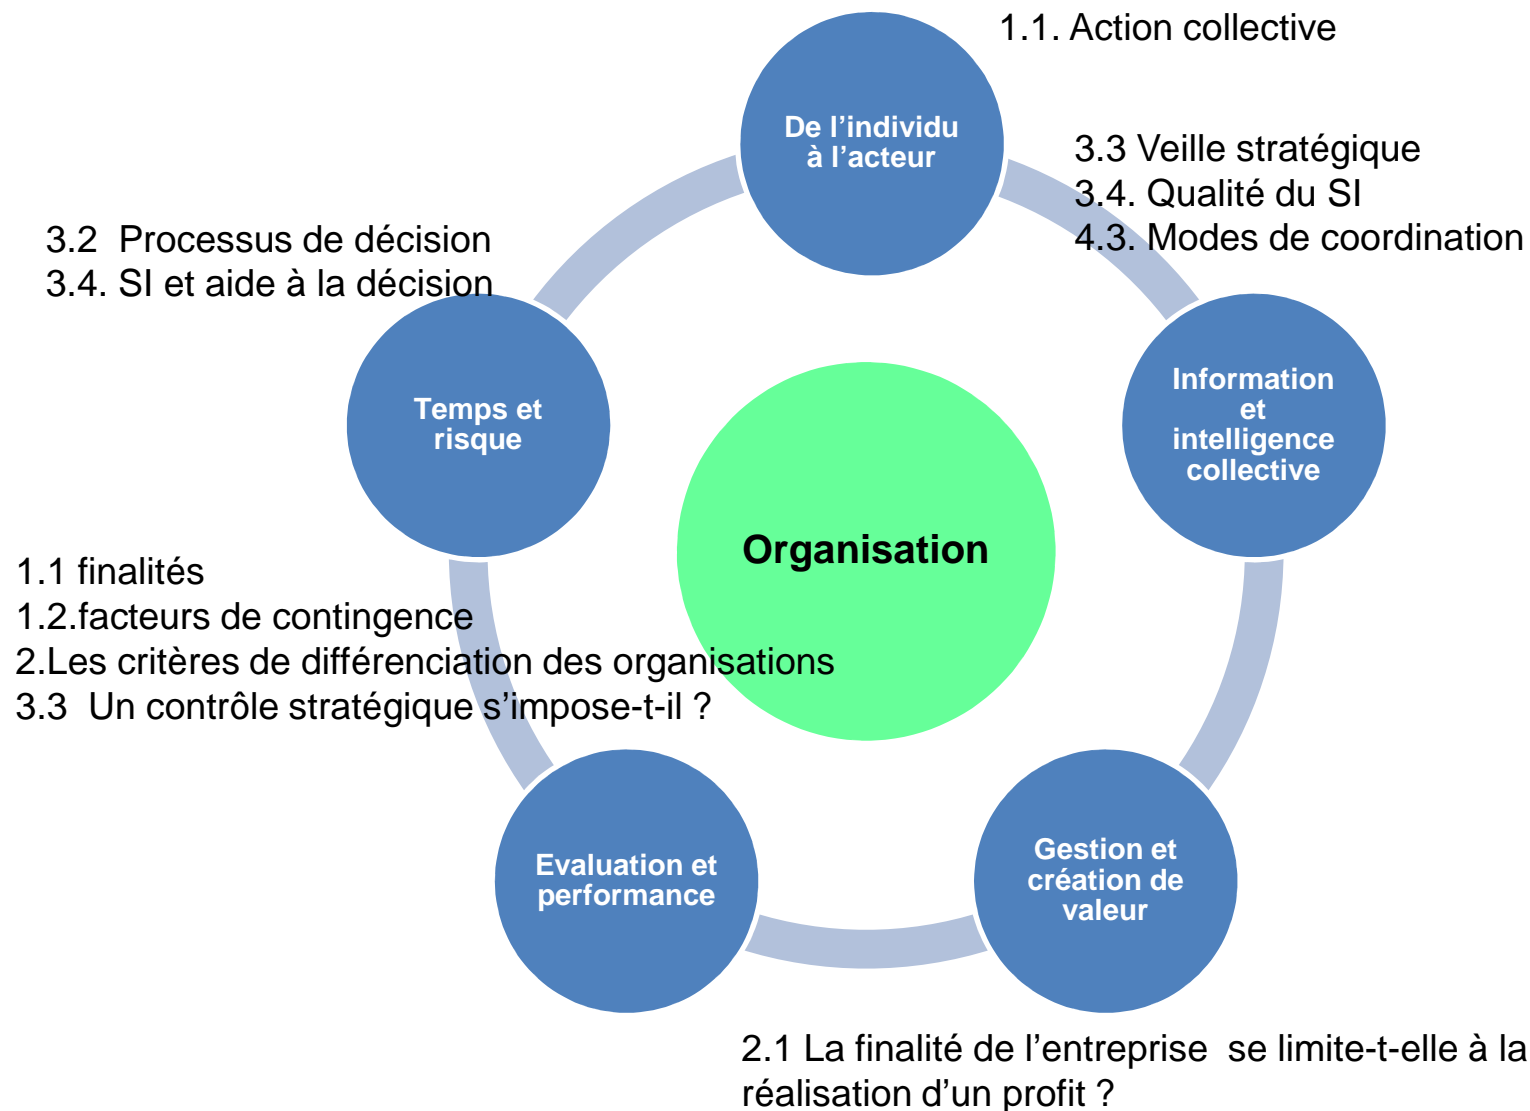 1.1. Action collective
De l’individu
à l’acteur
3.3 Veille stratégique
3.4. Qualité du SI
4.3. Modes de coordination
3.2  Processus de décision
3.4. SI et aide à la décision
Temps et
risque
Information
et
intelligence
collective
Organisation
1.1 finalités
1.2.facteurs de contingence
2.Les critères de différenciation des organisations
3.3  Un contrôle stratégique s’impose-t-il ?
Evaluation et
performance
Gestion et
création de
valeur
2.1 La finalité de l’entreprise  se limite-t-elle à la
réalisation d’un profit ?